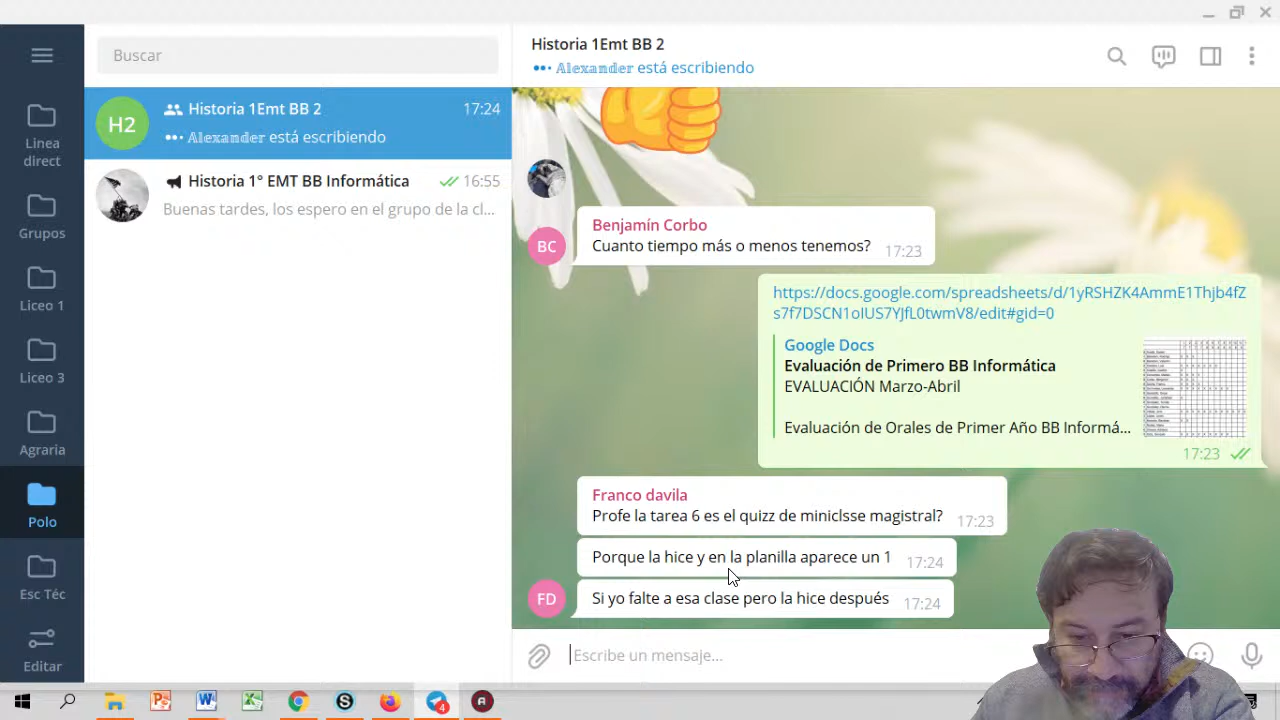 Buscar
Linea
direct
Grupos
Liceo 1
Liceo 3
Agraria
Polo
Esc Téc
Editar
H2
Historia 1Emt BB 2
17:24
Alexander está escribiendo
Historia 1° EMT BB Informática
16:55
Buenas tardes, los espero en el grupo de la cl...
Historia 1Emt BB 2
Alexander está escribiendo
BC
Benjamín Corbo
Cuanto tiempo más o menos tenemos?
17:23
https://docs.google.com/spreadsheets/d/1yRSHZK4AmmE1Thjb4fZ
s7f7DSCN1oIUS7YJfL0twmV8/edit#gid=0
Google Docs
Evaluación de Primero BB Informática
EVALUACIÓN Marzo-Abril
Evaluación de Orales de Primer Año BB Informá...
17:23
Franco davila
Profe la tarea 6 es el quizz de miniclsse magistral?
17:23
Porque la hice y en la planilla aparece un 1
17:24
FD
Si yo falte a esa clase pero la hice después
17:24
Escribe un mensaje...
4